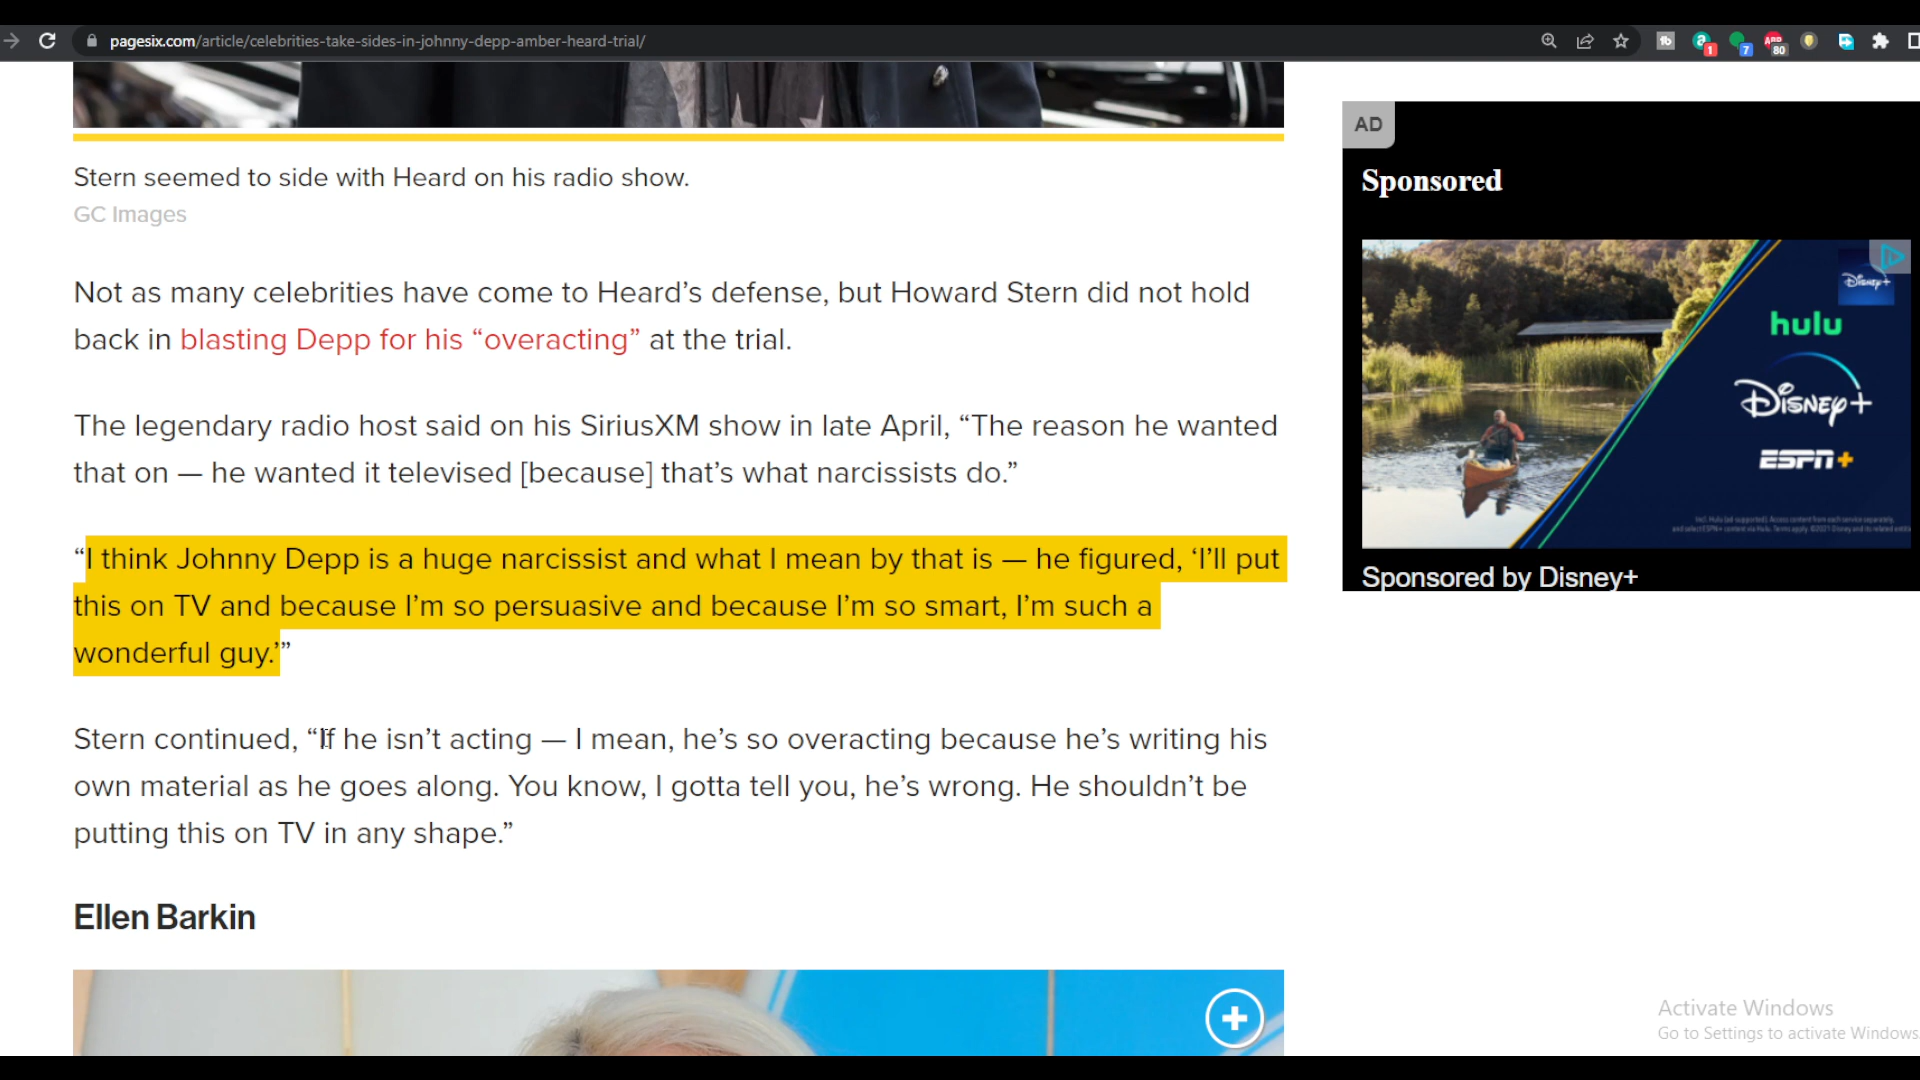 pagesix.com/article/celebrities-take-sides-in-johnny-depp-amber-heard-trial/
1
7
80
AD
Sponsored
Stern seemed to side with Heard on his radio show.
GC Images
Not as many celebrities have come to Heard’s defense, but Howard Stern did not hold
back in blasting Depp for his “overacting” at the trial.
The legendary radio host said on his SiriusXM show in late April, “The reason he wanted
that on — he wanted it televised [because] that’s what narcissists do.”
“I think Johnny Depp is a huge narcissist and what I mean by that is — he figured, ‘I’ll put
this on TV and because I’m so persuasive and because I’m so smart, I’m such a
wonderful guy.’”
Stern continued, “If he isn’t acting — I mean, he’s so overacting because he’s writing his
own material as he goes along. You know, I gotta tell you, he’s wrong. He shouldn’t be
putting this on TV in any shape.”
Ellen Barkin
Disney+
hulu
Disney+
ESPN+
Sponsored by Disney+
Activate Windows
Go to Settings to activate Windows.